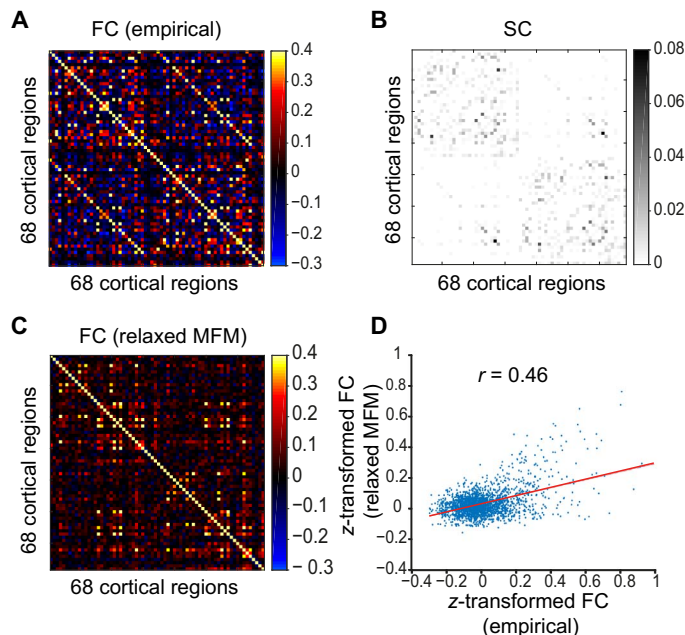 A
FC (empirical)
68 cortical regions
0.4
0.3
0.2
0.1
0
−0.1
−0.2
−0.3
68 cortical regions
B
SC
68 cortical regions
0.08
0.06
0.04
0.02
0
68 cortical regions
C
FC (relaxed MFM)
68 cortical regions
0.4
0.3
0.2
0.1
0
−0.1
−0.2
−0.3
68 cortical regions
D
r = 0.46
z-transformed FC
(relaxed MFM)
1
0.8
0.6
0.4
0.2
0
−0.2
−0.4
−0.4 −0.2 0 0.2 0.4 0.6 0.8 1
z-transformed FC
(empirical)